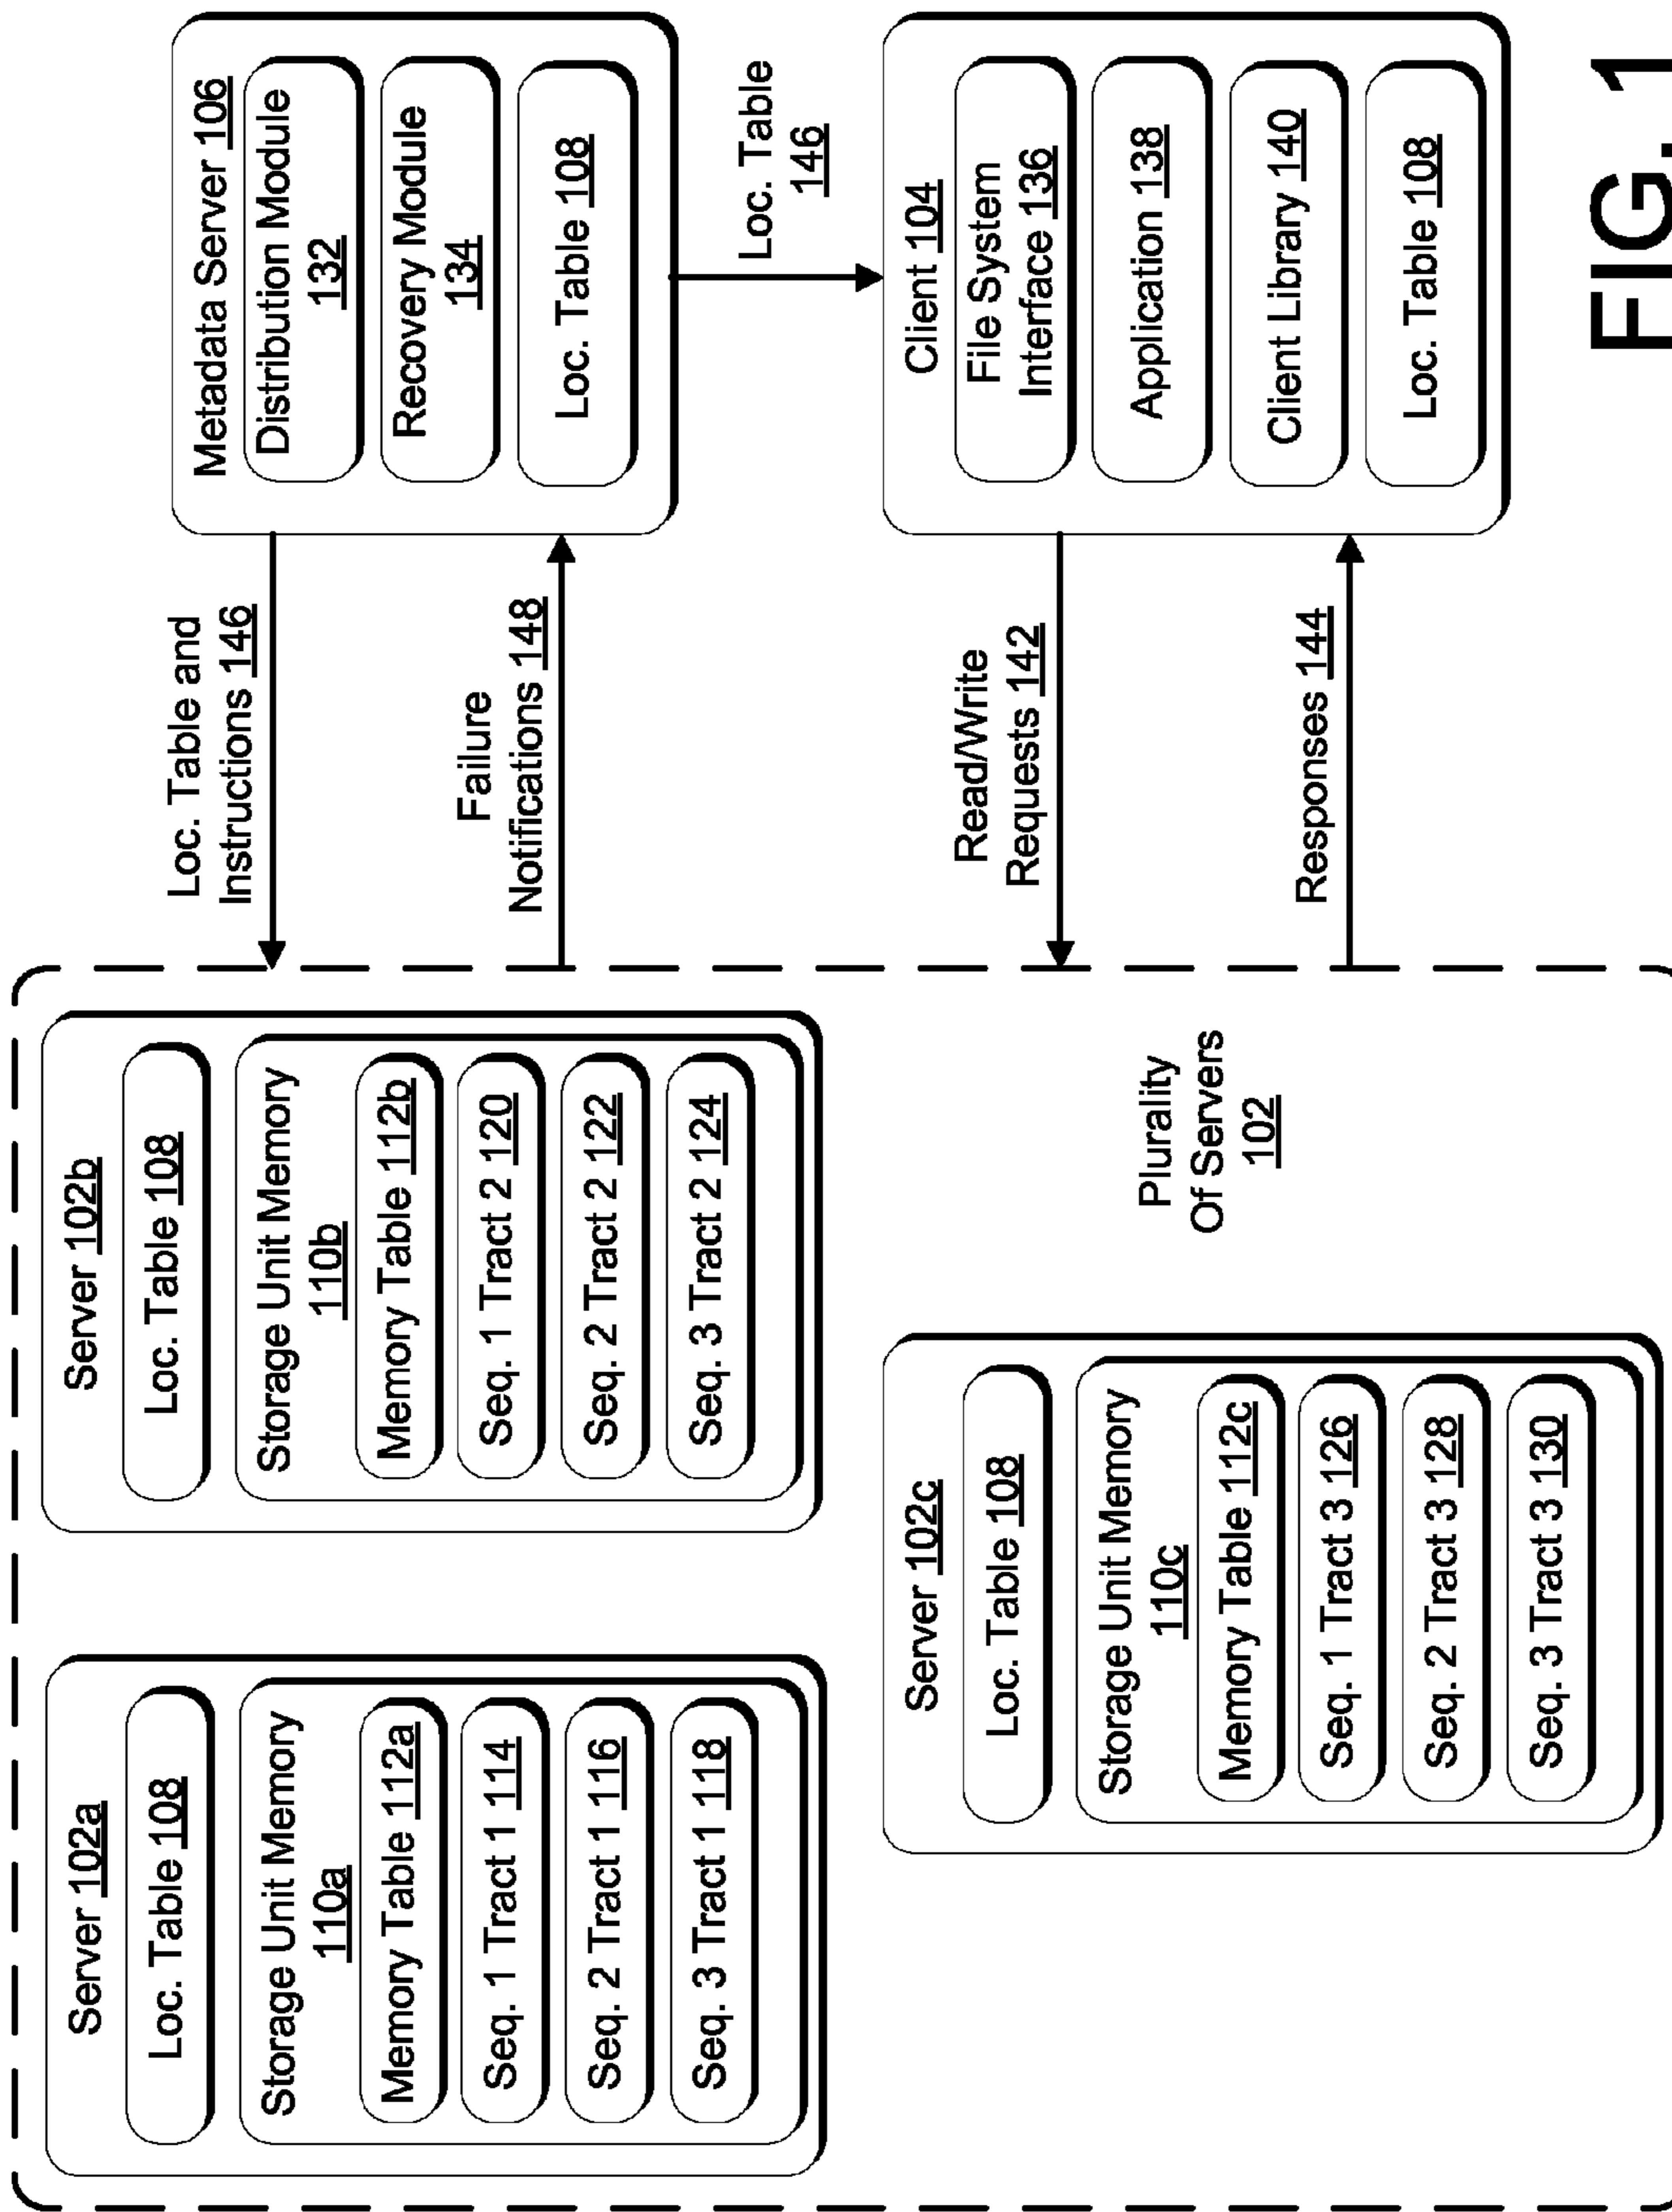 Server 102a
Loc. Table 108
Storage Unit Memory
110a
Memory Table 112a
Seq. 1 Tract 1 114
Seq. 2 Tract 1 116
Seq. 3 Tract 1 118
Server 102b
Loc. Table 108
Storage Unit Memory
110b
Memory Table 112b
Seq. 1 Tract 2 120
Seq. 2 Tract 2 122
Seq. 3 Tract 2 124
Server 102c
Loc. Table 108
Storage Unit Memory
110c
Memory Table 112c
Seq. 1 Tract 3 126
Seq. 2 Tract 3 128
Seq. 3 Tract 3 130
Plurality
Of Servers
102
Loc. Table and
Instructions 146
Failure
Notifications 148
Read/Write
Requests 142
Responses 144
Metadata Server 106
Distribution Module
132
Recovery Module
134
Loc. Table 108
Loc. Table
146
Client 104
File System
Interface 136
Application 138
Client Library 140
Loc. Table 108
FIG. 1